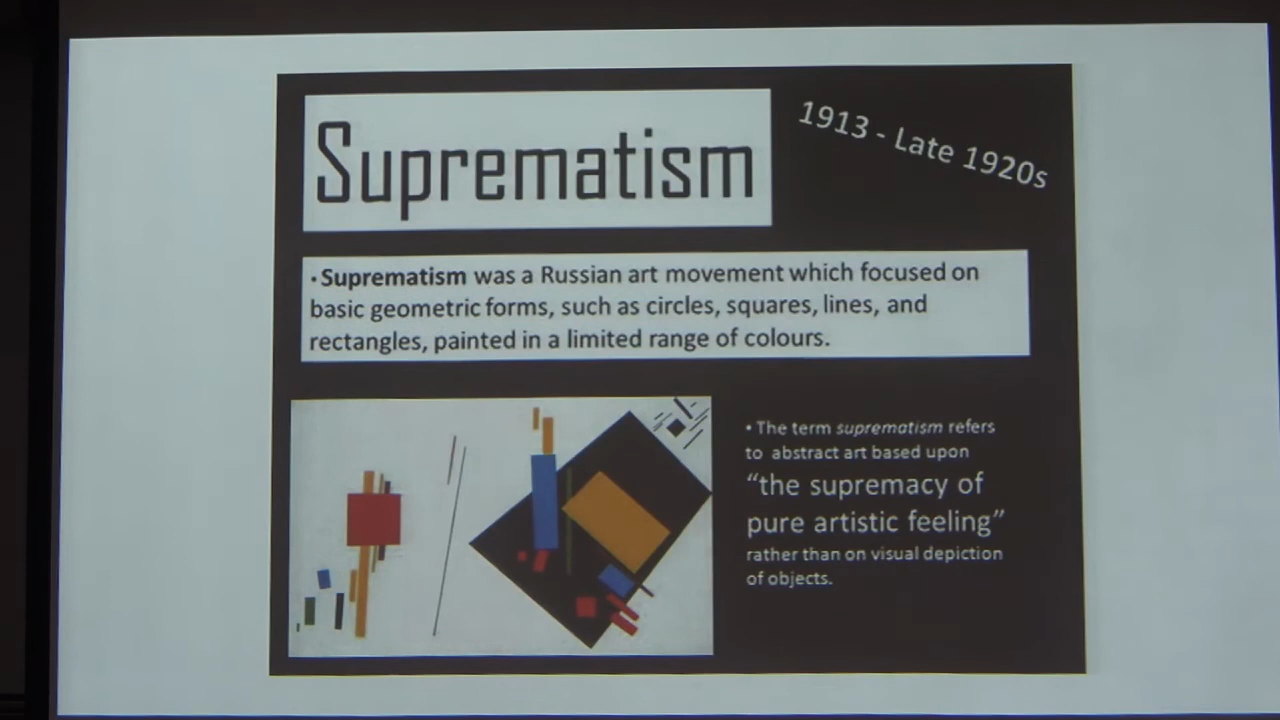 Suprematism
1913 - Late 1920s
•Suprematism was a Russian art movement which focused on
basic geometric forms, such as circles, squares, lines, and
rectangles, painted in a limited range of colours.
• The term suprematism refers
to abstract art based upon
“the supremacy of
pure artistic feeling”
rather than on visual depiction
of objects.